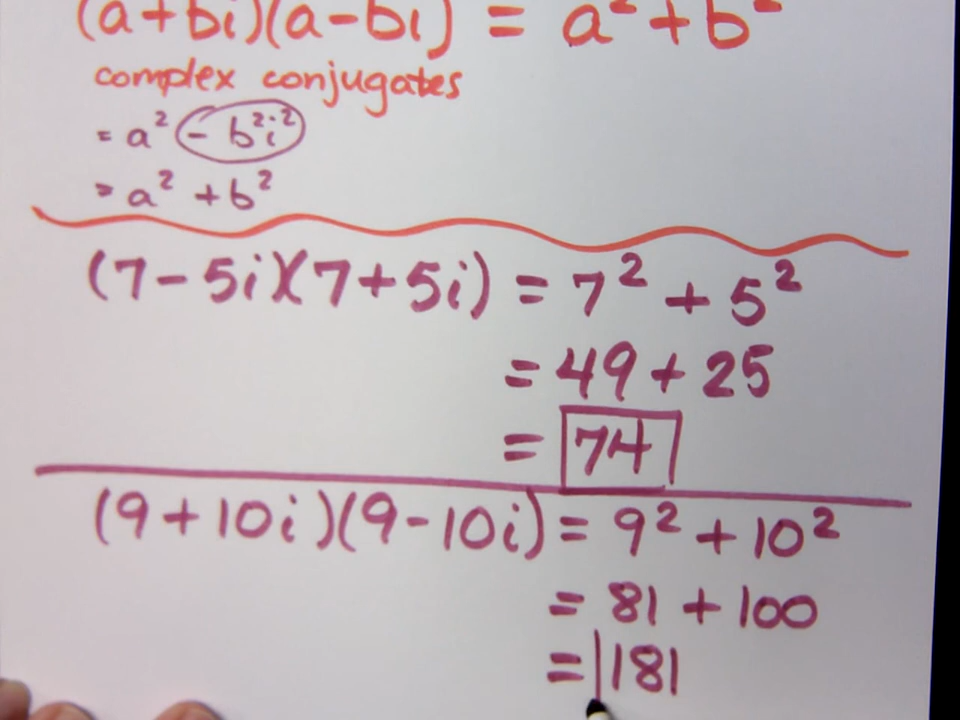 (a+bi)(a-bi) = a²+b²
complex conjugates
= a² - b²i²
= a² + b²
(7-5i)(7+5i) = 7² + 5²
= 49 + 25
= 74
(9+10i)(9-10i) = 9² + 10²
= 81 + 100
= 181